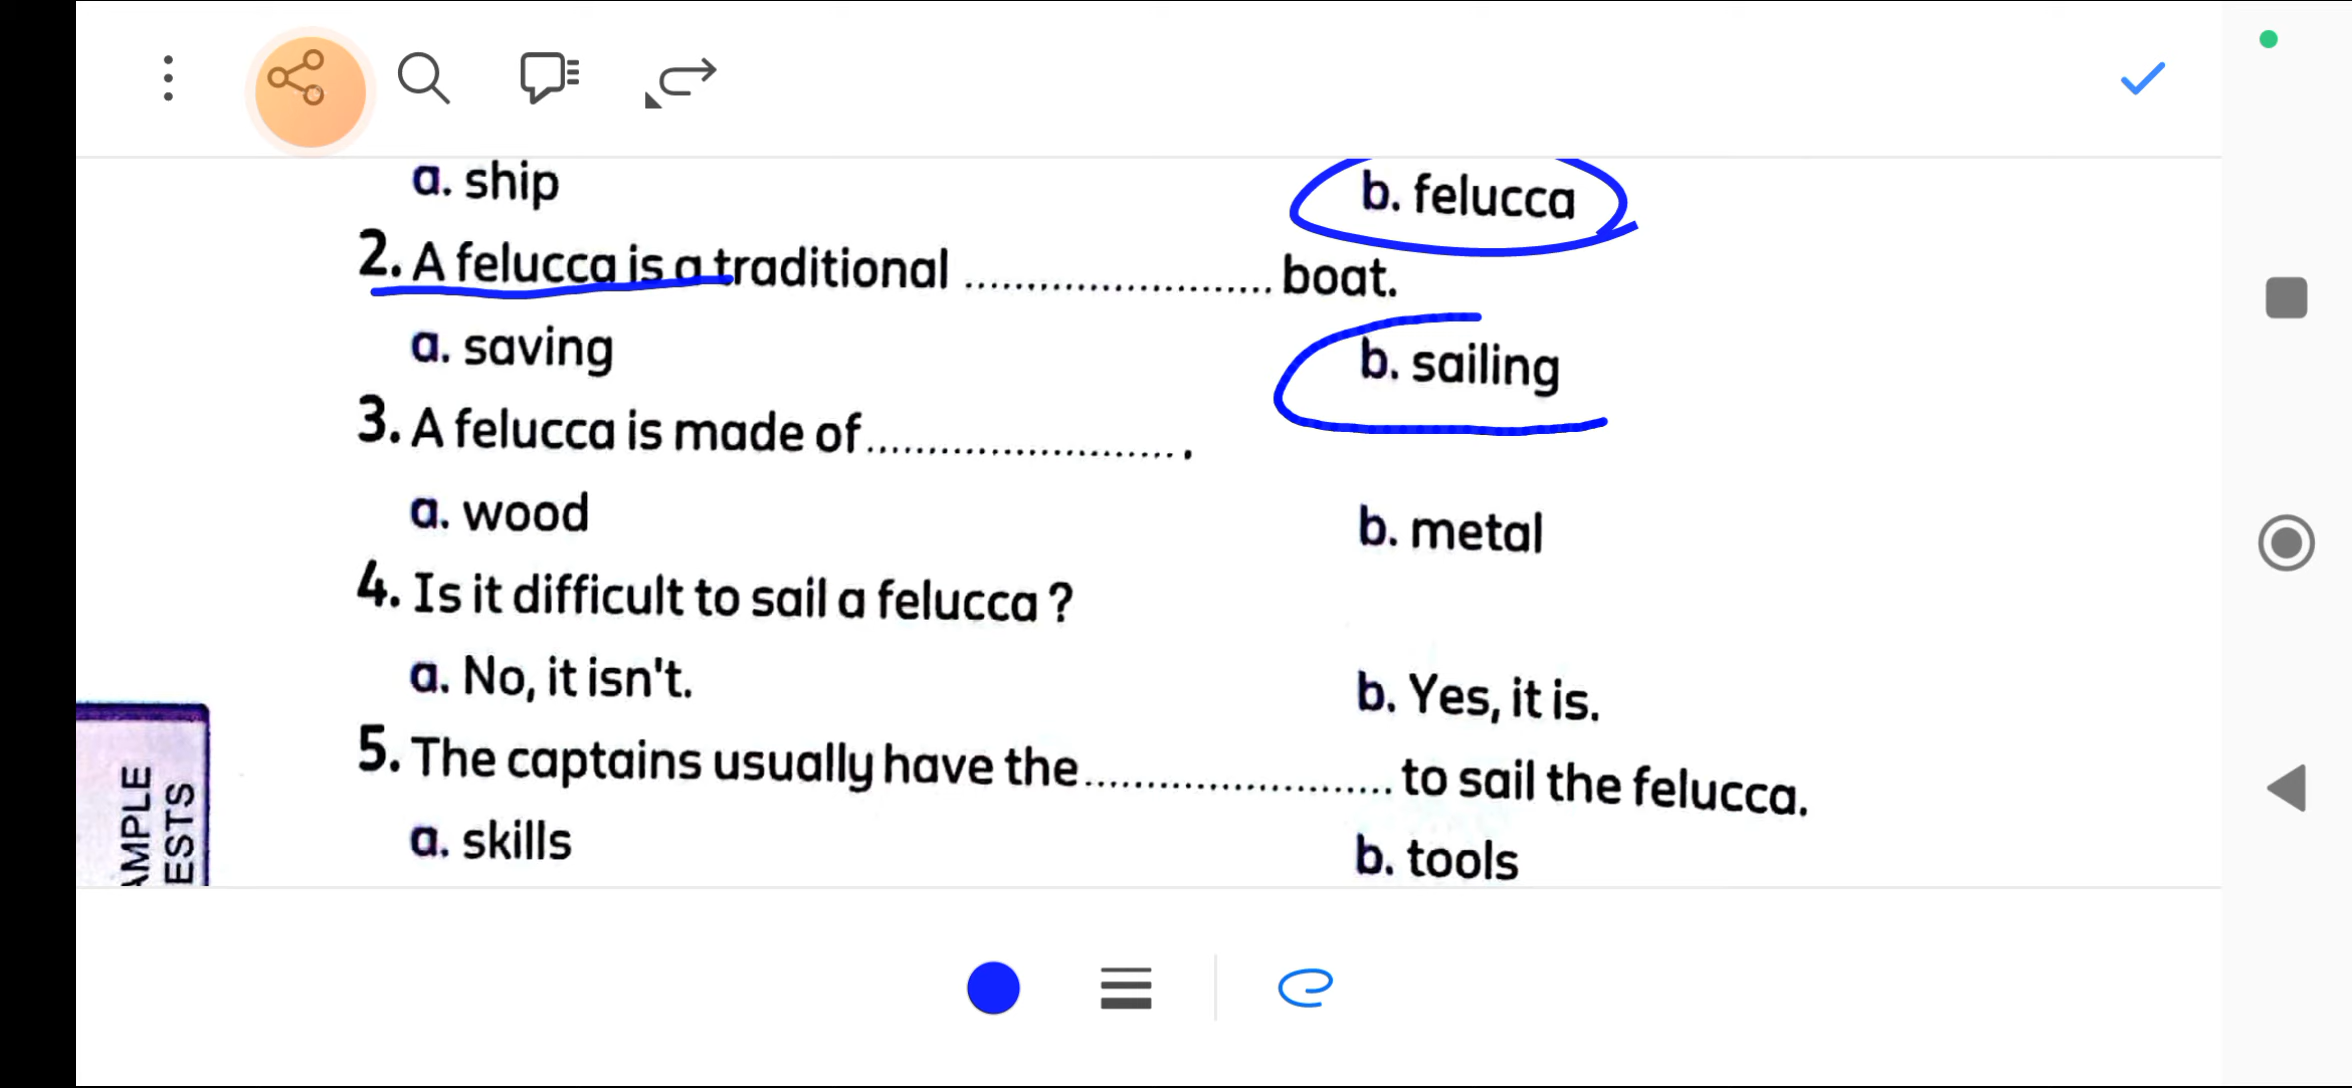 a. ship
b. felucca
2. A felucca is a traditional .......................... boat.
a. saving
b. sailing
3. A felucca is made of .......................... .
a. wood
b. metal
4. Is it difficult to sail a felucca ?
a. No, it isn't.
b. Yes, it is.
5. The captains usually have the .......................... to sail the felucca.
a. skills
b. tools
AMPLE
ESTS